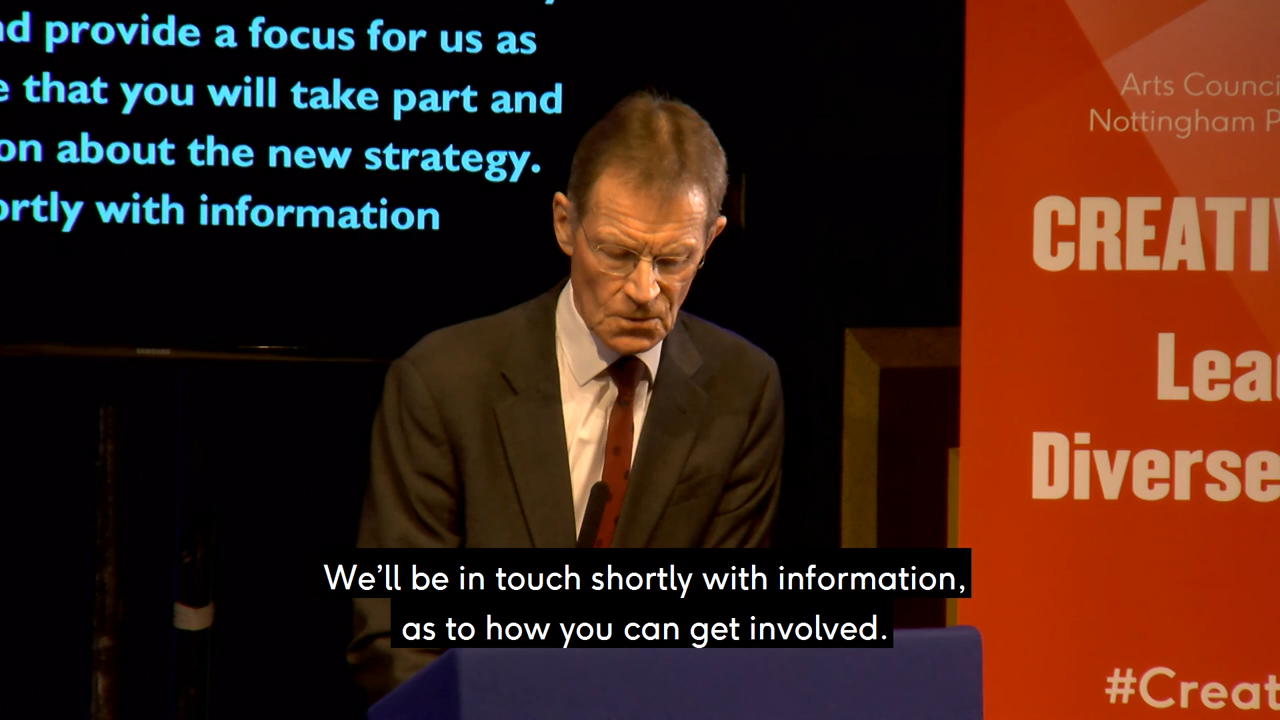 nd provide a focus for us as
that you will take part and
on about the new strategy.
ortly with information
SAMSUNG
Arts Counci
Nottingham P
CREATIV
Lea
Diverse
#Creat
We'll be in touch shortly with information,
as to how you can get involved.